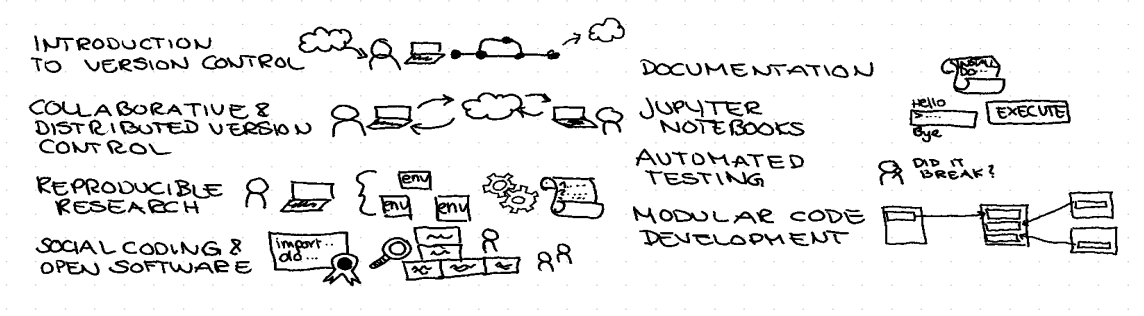 INTRODUCTION
TO VERSION CONTROL
COLLABORATIVE &
DISTRIBUTED VERSION
CONTROL
REPRODUCIBLE
RESEARCH
env
env
env
SOCIAL CODING &
OPEN SOFTWARE
import...
old...
DOCUMENTATION
INSTALL
DO...
JUPYTER
NOTEBOOKS
Hello
>....
Bye
EXECUTE
AUTOMATED
TESTING
DID IT
BREAK?
MODULAR CODE
DEVELOPMENT